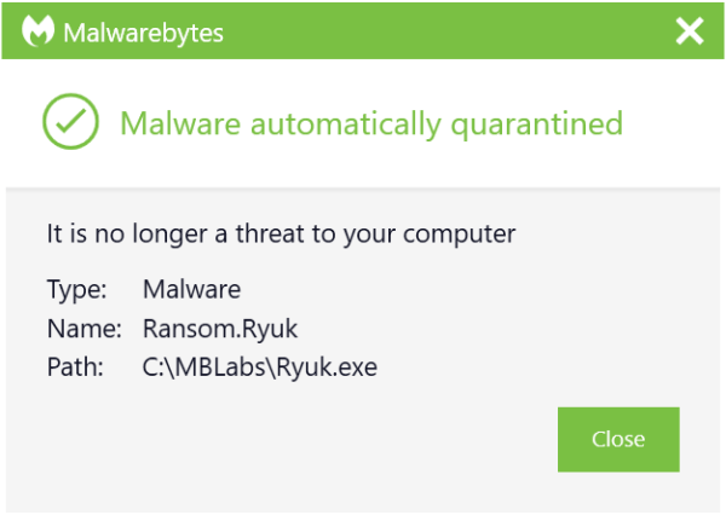 Malwarebytes
Malware automatically quarantined
It is no longer a threat to your computer
Type: Malware
Name: Ransom.Ryuk
Path: C:\MBLabs\Ryuk.exe
Close